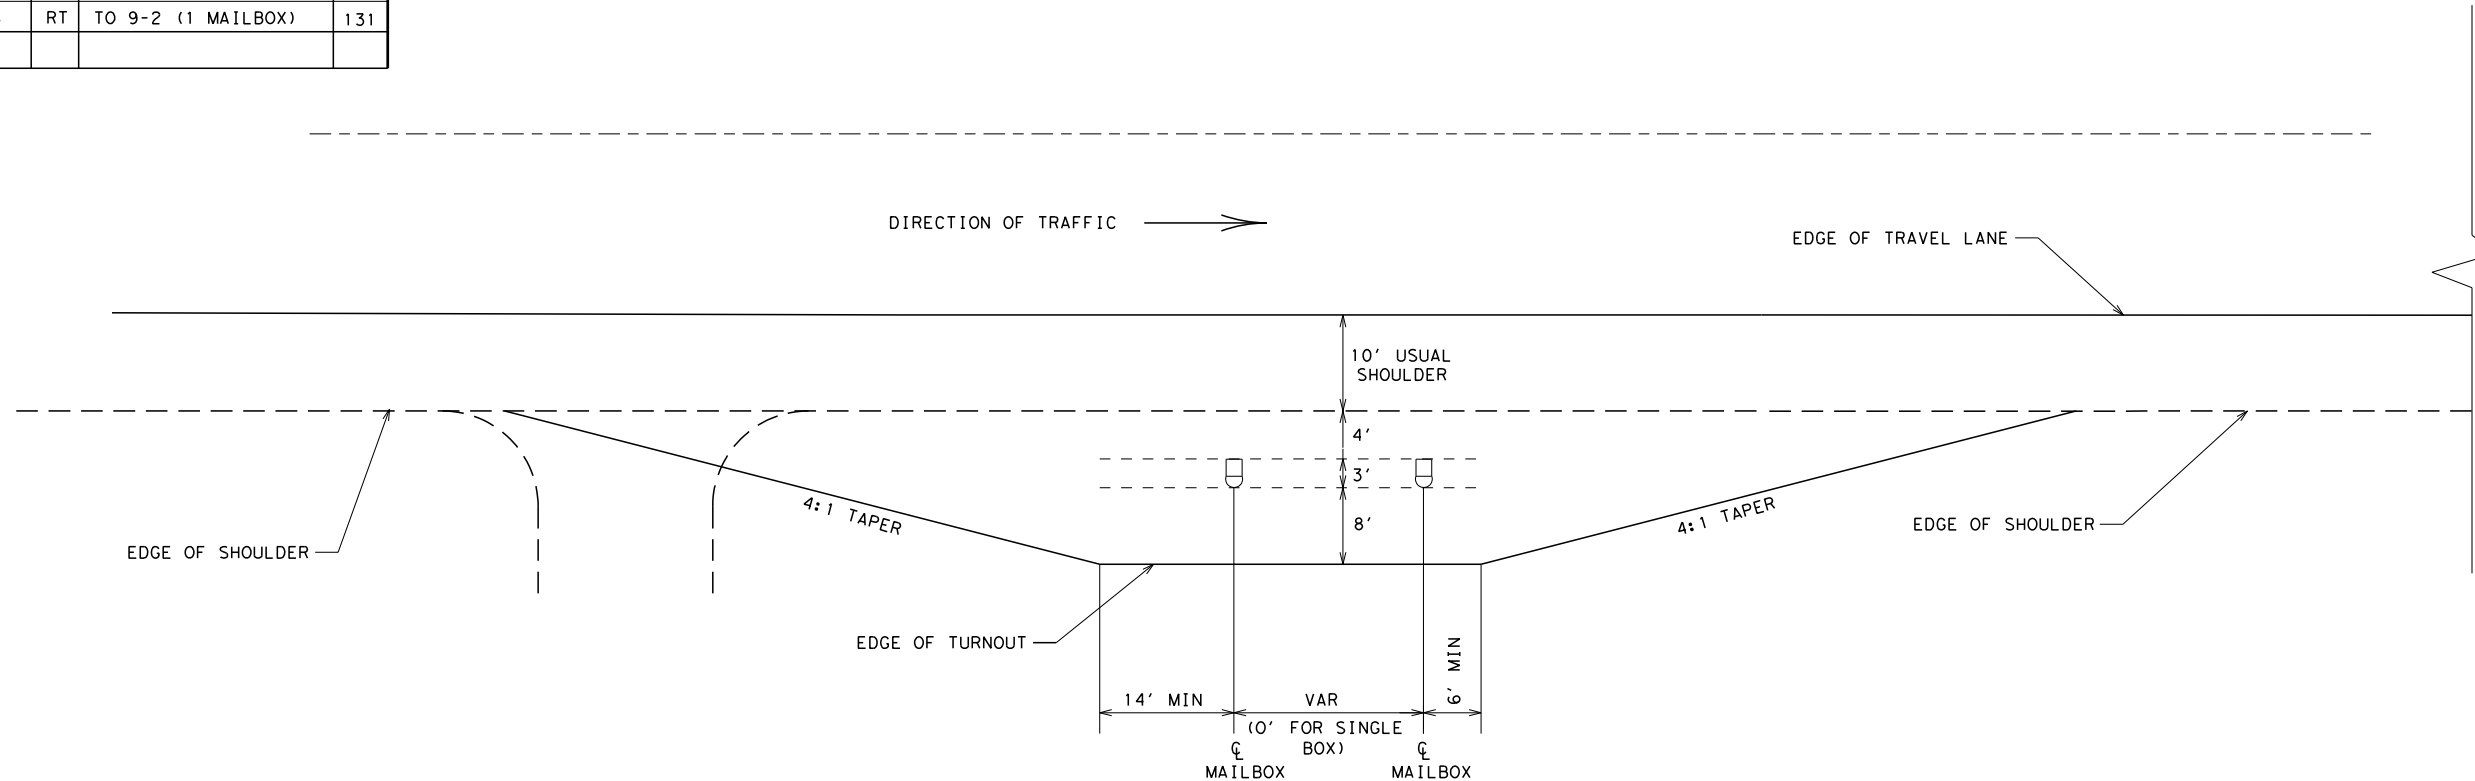 RT TO 9-2 (1 MAILBOX) 131
DIRECTION OF TRAFFIC
EDGE OF TRAVEL LANE
10' USUAL
SHOULDER
4'
3'
8'
4:1 TAPER
4:1 TAPER
EDGE OF SHOULDER
EDGE OF SHOULDER
EDGE OF TURNOUT
14' MIN
VAR
6' MIN
(0' FOR SINGLE
BOX)
℄
MAILBOX
℄
MAILBOX